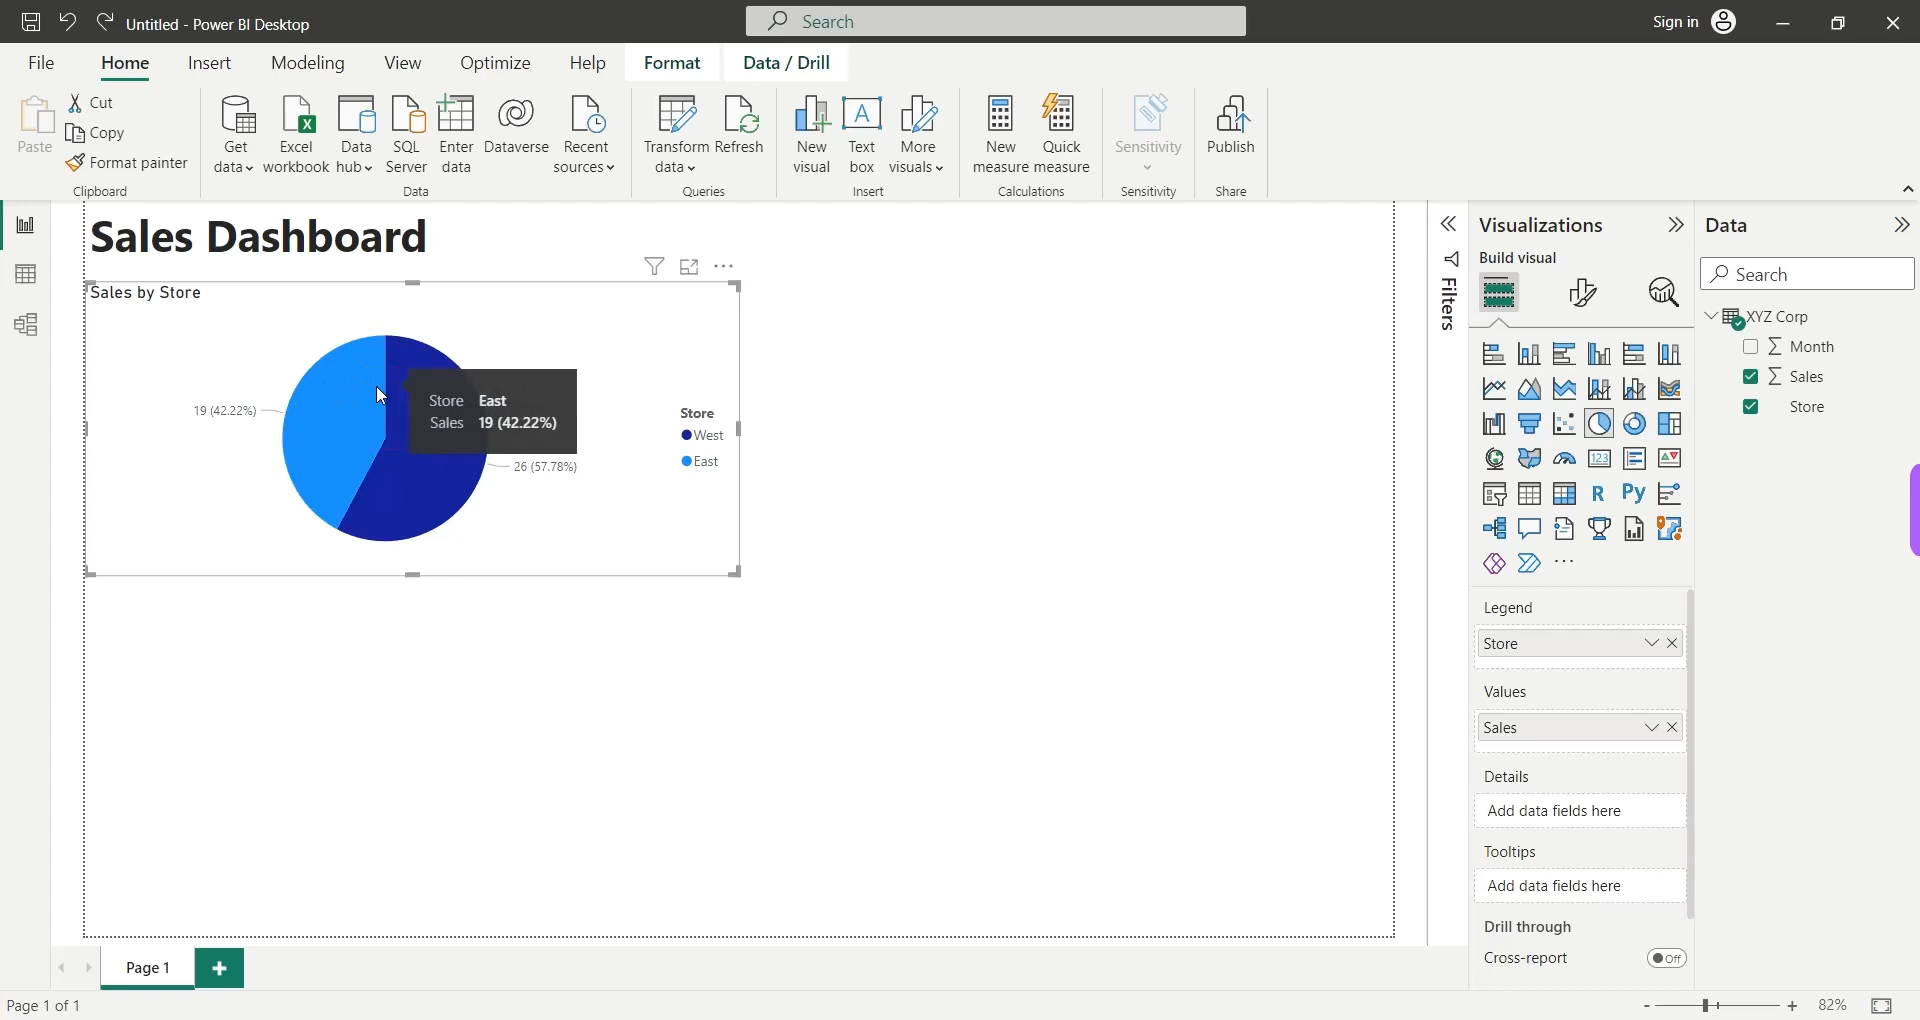 Untitled - Power BI Desktop
Search
Sign in
File
Home
Insert
Modeling
View
Optimize
Help
Format
Data / Drill
Paste
Cut
Copy
Format painter
Clipboard
Get data
Excel workbook
Data hub
SQL Server
Enter data
Dataverse
Recent sources
Data
Transform data
Refresh
Queries
New visual
A
Text box
More visuals
Insert
New measure
Quick measure
Calculations
Sensitivity
Sensitivity
Publish
Share
Sales Dashboard
Sales by Store
19 (42.22%)
Store East
Sales 19 (42.22%)
26 (57.78%)
Store
West
East
Filters
Visualizations
Build visual
123
R
Py
Legend
Store
Values
Sales
Details
Add data fields here
Tooltips
Add data fields here
Drill through
Cross-report
Off
Data
Search
XYZ Corp
Month
Sales
Store
Page 1
Page 1 of 1
82%